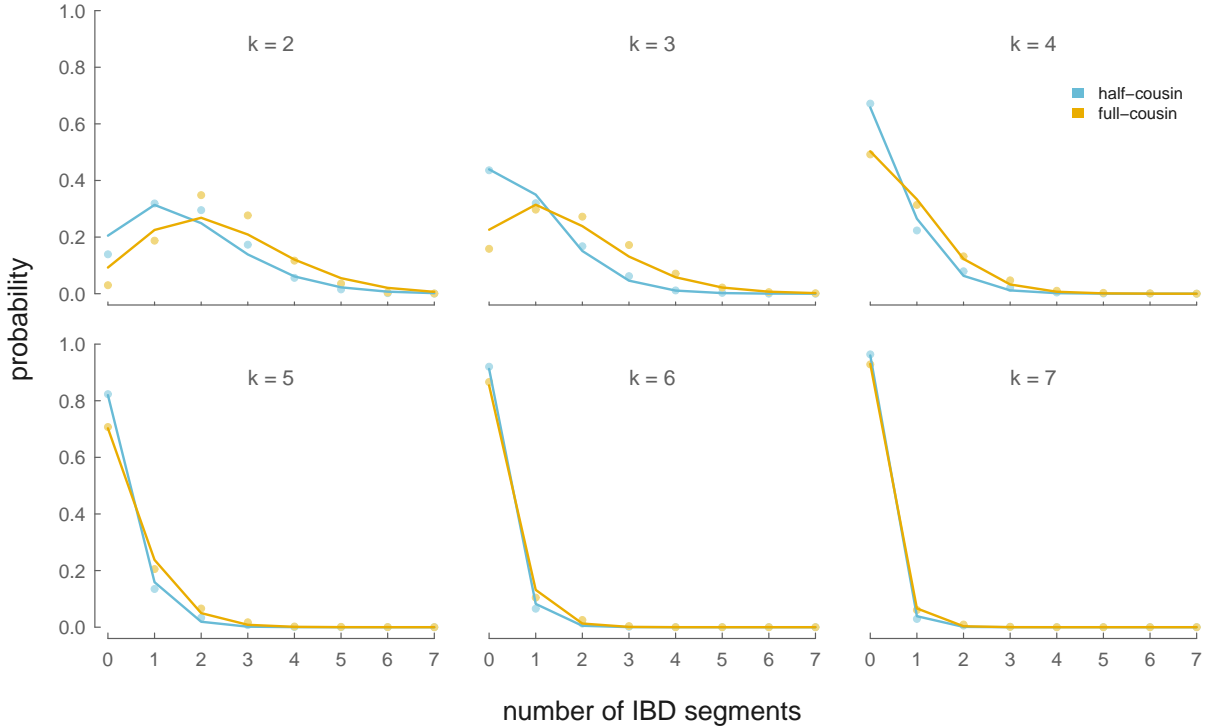 k = 2
k = 3
k = 4
1.0
0.8
0.6
0.4
0.2
0.0
half−cousin
full−cousin
k = 5
k = 6
k = 7
1.0
0.8
0.6
0.4
0.2
0.0
0 1 2 3 4 5 6 7
0 1 2 3 4 5 6 7
0 1 2 3 4 5 6 7
probability
number of IBD segments